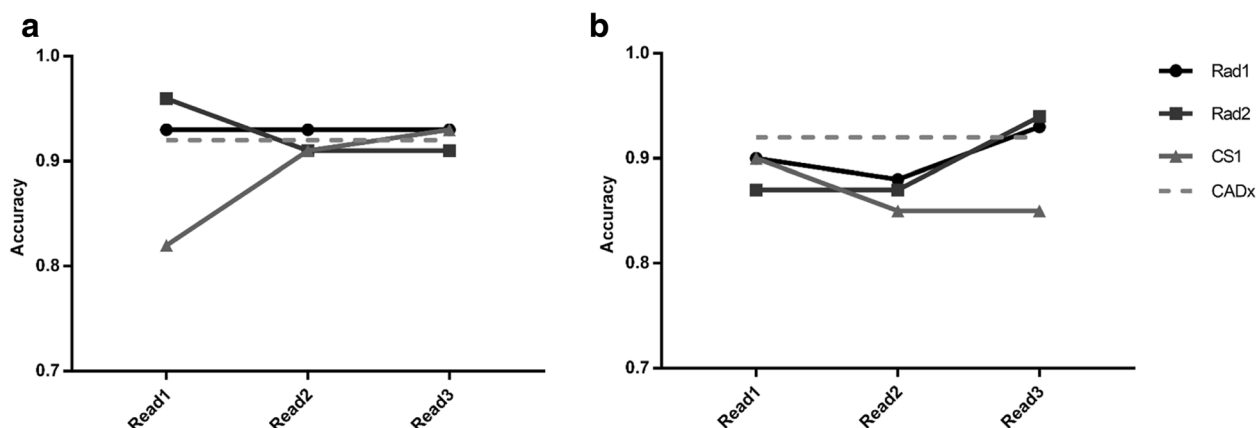 a
Accuracy
1.0
0.9
0.8
0.7
Read1
Read2
Read3
b
Accuracy
1.0
0.9
0.8
0.7
Read1
Read2
Read3
Rad1
Rad2
CS1
CADx